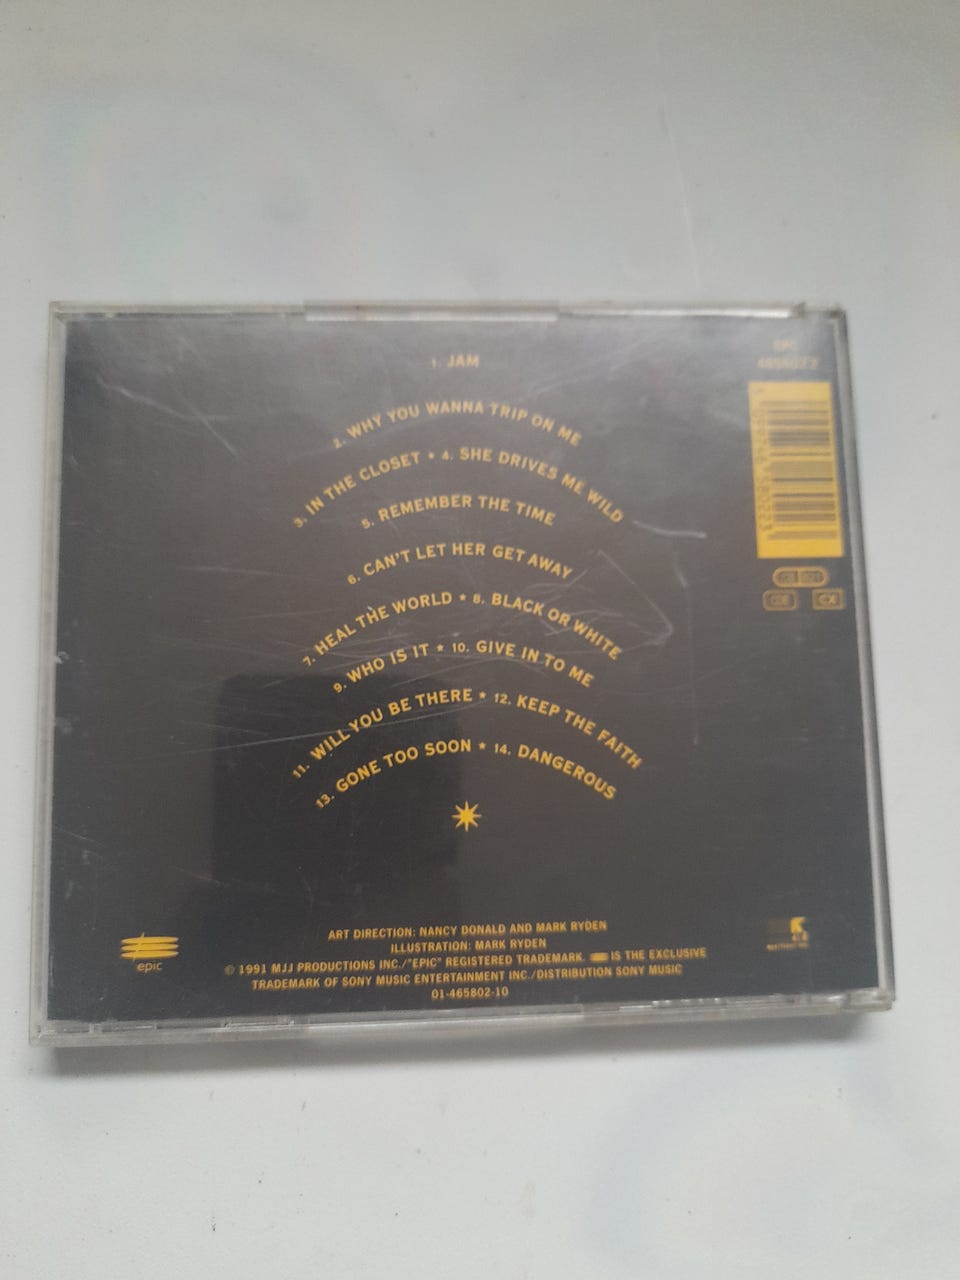 1. JAM
2. WHY YOU WANNA TRIP ON ME
3. IN THE CLOSET ★ 4. SHE DRIVES ME WILD
5. REMEMBER THE TIME
6. CAN'T LET HER GET AWAY
7. HEAL THE WORLD ★ 8. BLACK OR WHITE
9. WHO IS IT ★ 10. GIVE IN TO ME
11. WILL YOU BE THERE ★ 12. KEEP THE FAITH
13. GONE TOO SOON ★ 14. DANGEROUS
EPC
465802 2
epic
ART DIRECTION: NANCY DONALD AND MARK RYDEN
ILLUSTRATION: MARK RYDEN
© 1991 MJJ PRODUCTIONS INC./"EPIC" REGISTERED TRADEMARK. IS THE EXCLUSIVE
TRADEMARK OF SONY MUSIC ENTERTAINMENT INC./DISTRIBUTION SONY MUSIC
01-465802-10